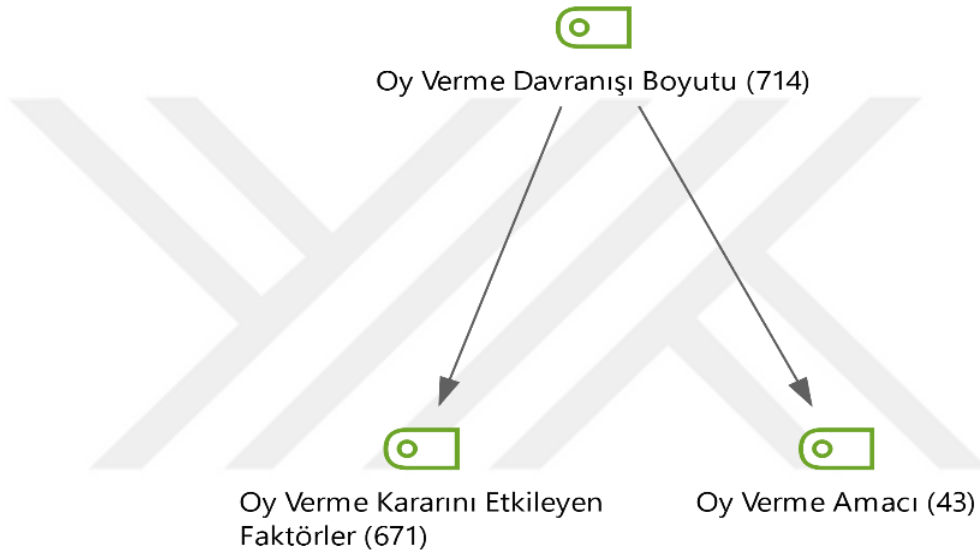 Oy Verme Davranışı Boyutu (714)
Oy Verme Kararını Etkileyen
Faktörler (671)
Oy Verme Amacı (43)